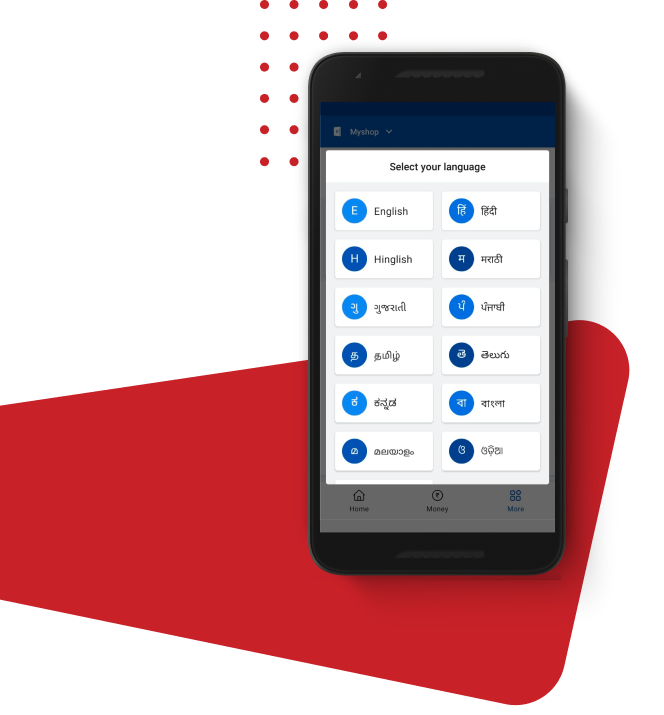 Myshop
Select your language
E English
हिं हिंदी
H Hinglish
म मराठी
ગુ ગુજરાતી
ਪੰ ਪੰਜਾਬੀ
த தமிழ்
తె తెలుగు
ಕ ಕನ್ನಡ
বা বাংলা
മ മലയാളം
ଓ ଓଡ଼ିଆ
Home
Money
More